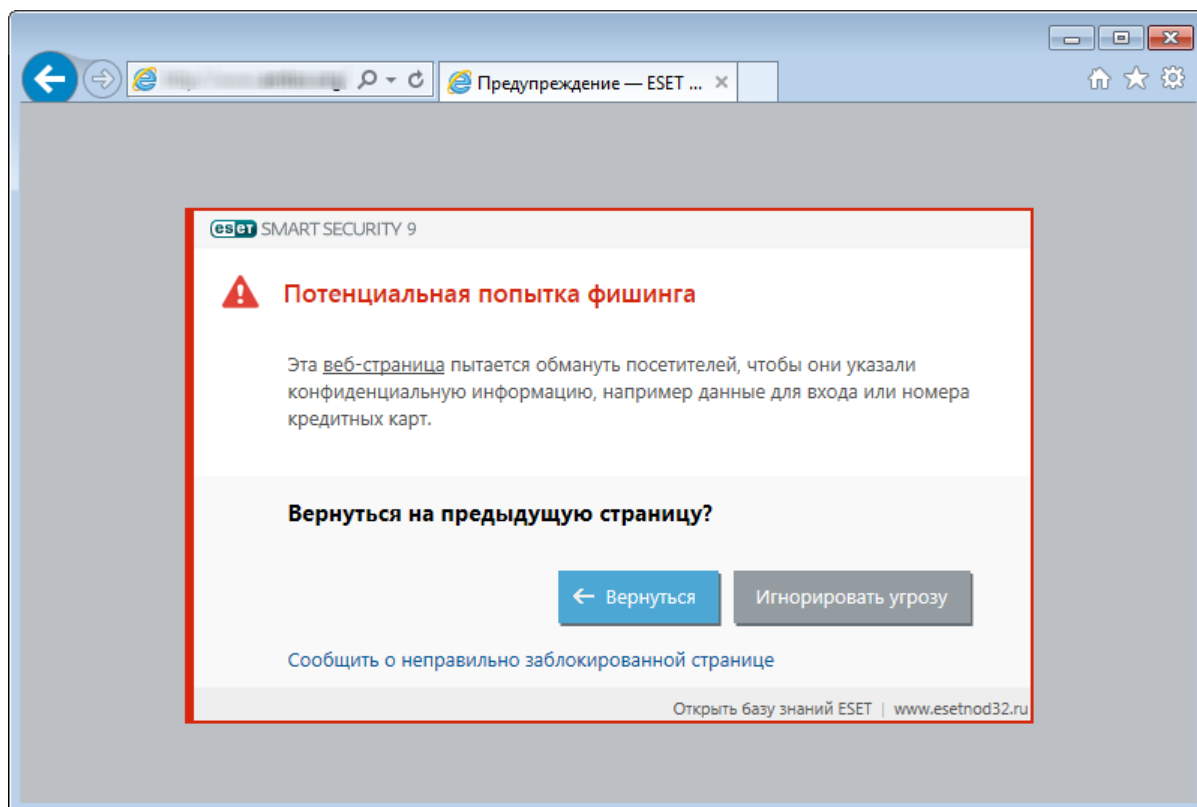 Предупреждение — ESET ...
eset SMART SECURITY 9
Потенциальная попытка фишинга
Эта веб-страница пытается обмануть посетителей, чтобы они указали
конфиденциальную информацию, например данные для входа или номера
кредитных карт.
Вернуться на предыдущую страницу?
Вернуться
Игнорировать угрозу
Сообщить о неправильно заблокированной странице
Открыть базу знаний ESET | www.esetnod32.ru